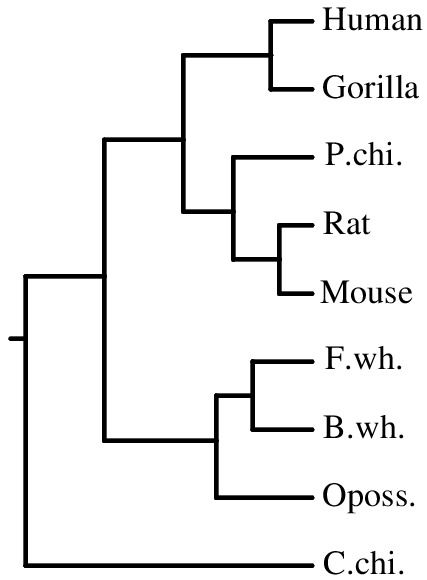 Human
Gorilla
P.chi.
Rat
Mouse
F.wh.
B.wh.
Oposs.
C.chi.